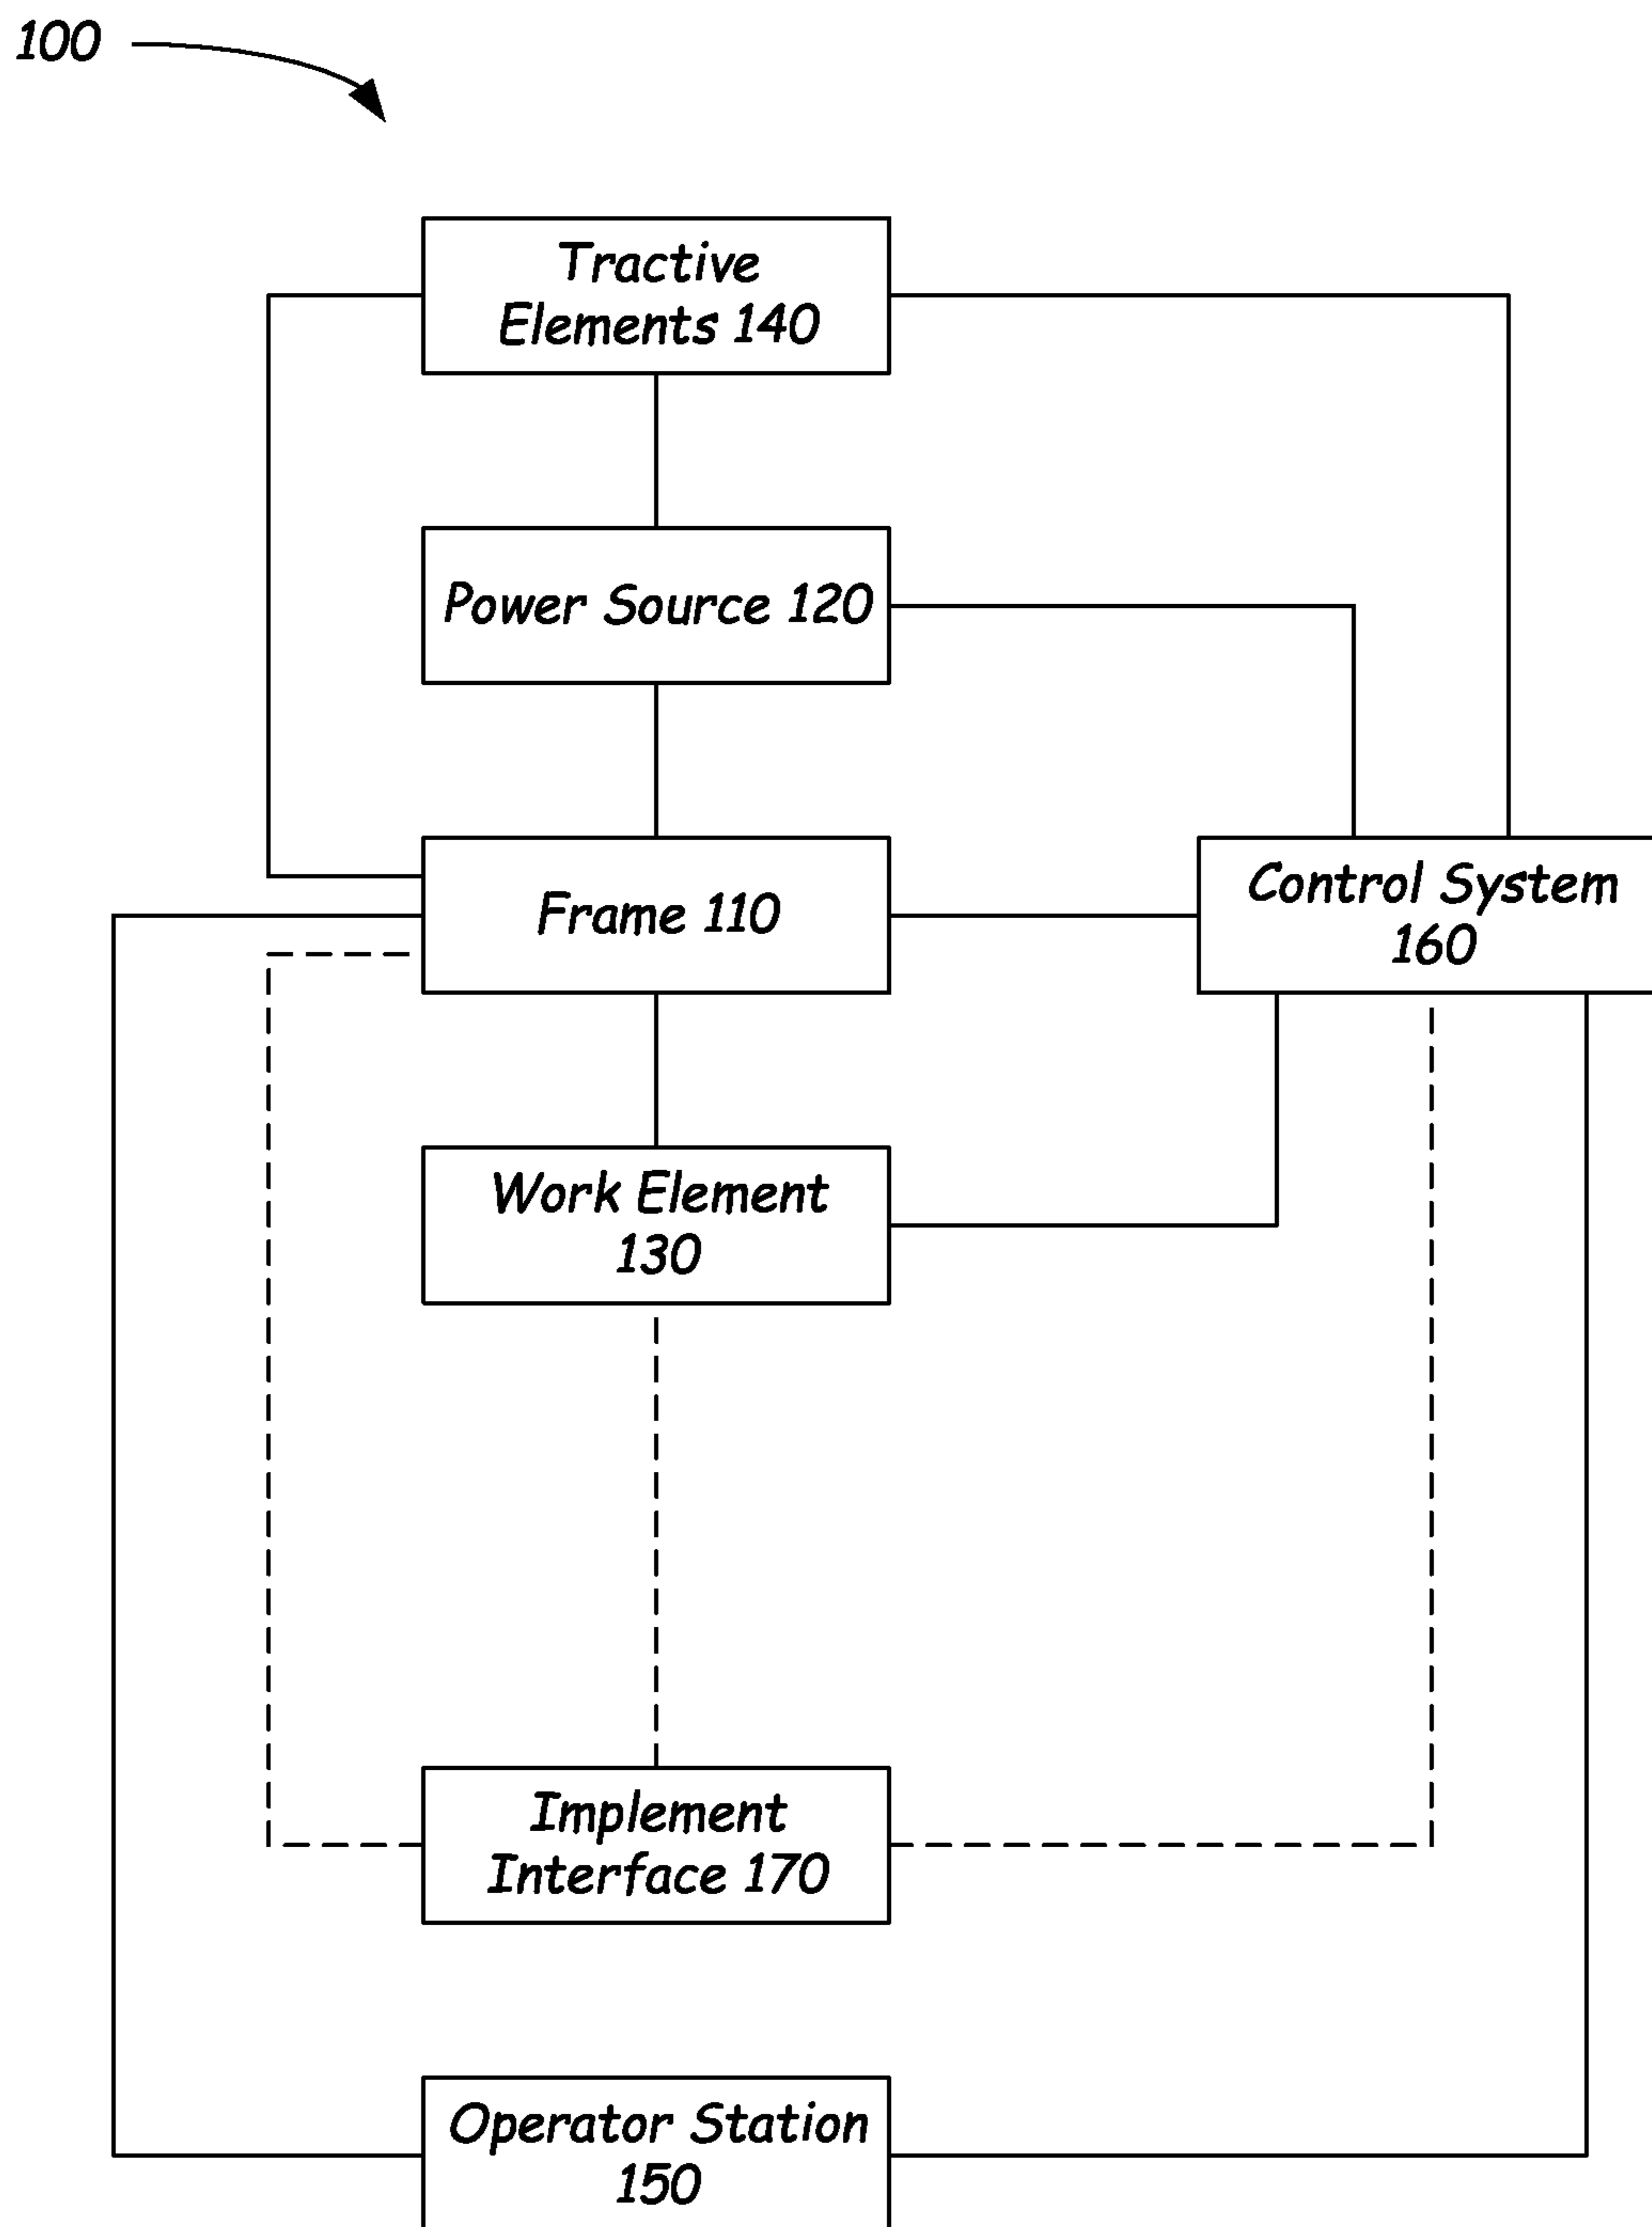 100
Tractive
Elements 140
Power Source 120
Frame 110
Control System
160
Work Element
130
Implement
Interface 170
Operator Station
150